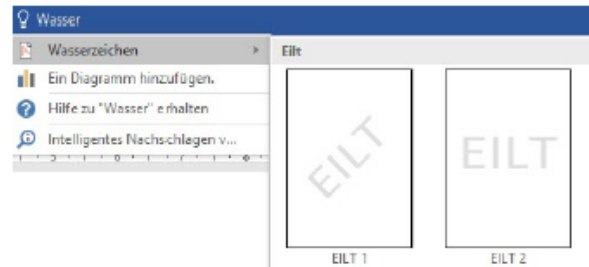 Wasser
Wasserzeichen
Eilt
Ein Diagramm hinzufügen.
Hilfe zu "Wasser" erhalten
Intelligentes Nachschlagen v...
EILT
EILT
EILT 1
EILT 2